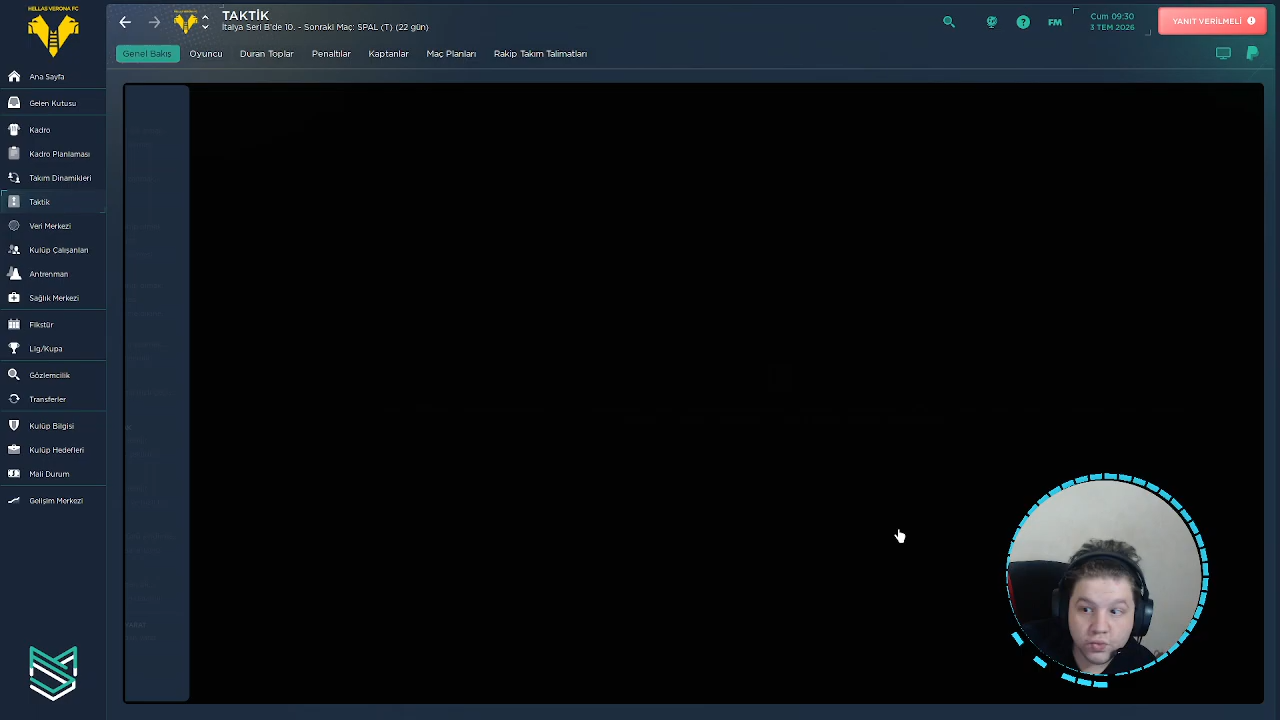 HELLAS VERONA FC
TAKTİK
İtalya Seri B'de 10. - Sonraki Maç: SPAL (T) (22 gün)
FM
Cum 09:30
3 TEM 2026
YANIT VERİLMELİ
Genel Bakış
Oyuncu
Duran Toplar
Penaltılar
Kaptanlar
Maç Planları
Rakip Takım Talimatları
Ana Sayfa
Gelen Kutusu
Kadro
Kadro Planlaması
Takım Dinamikleri
Taktik
Veri Merkezi
Kulüp Çalışanları
Antrenman
Sağlık Merkezi
Fikstür
Lig/Kupa
Gözlemcilik
Transferler
Kulüp Bilgisi
Kulüp Hedefleri
Mali Durum
Gelişim Merkezi